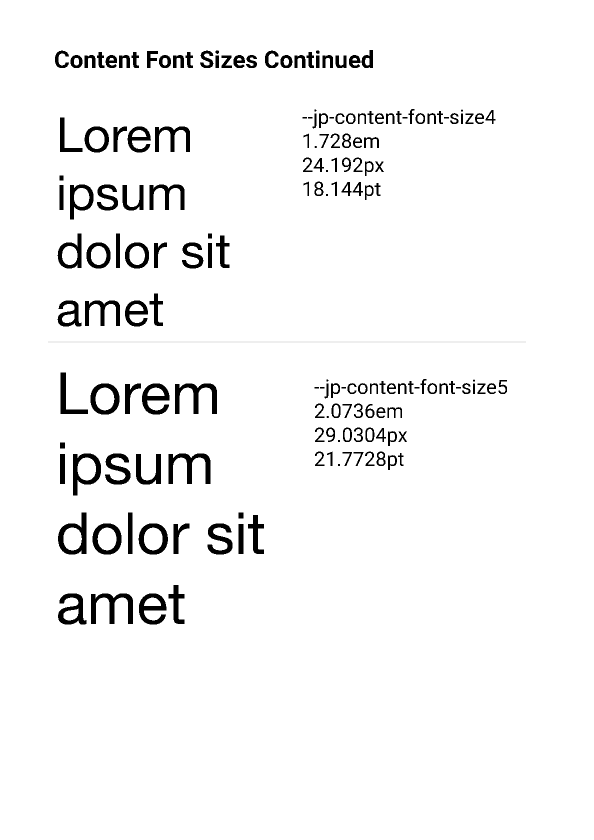 Content Font Sizes Continued
Lorem
ipsum
dolor sit
amet
--jp-content-font-size4
1.728em
24.192px
18.144pt
Lorem
ipsum
dolor sit
amet
--jp-content-font-size5
2.0736em
29.0304px
21.7728pt